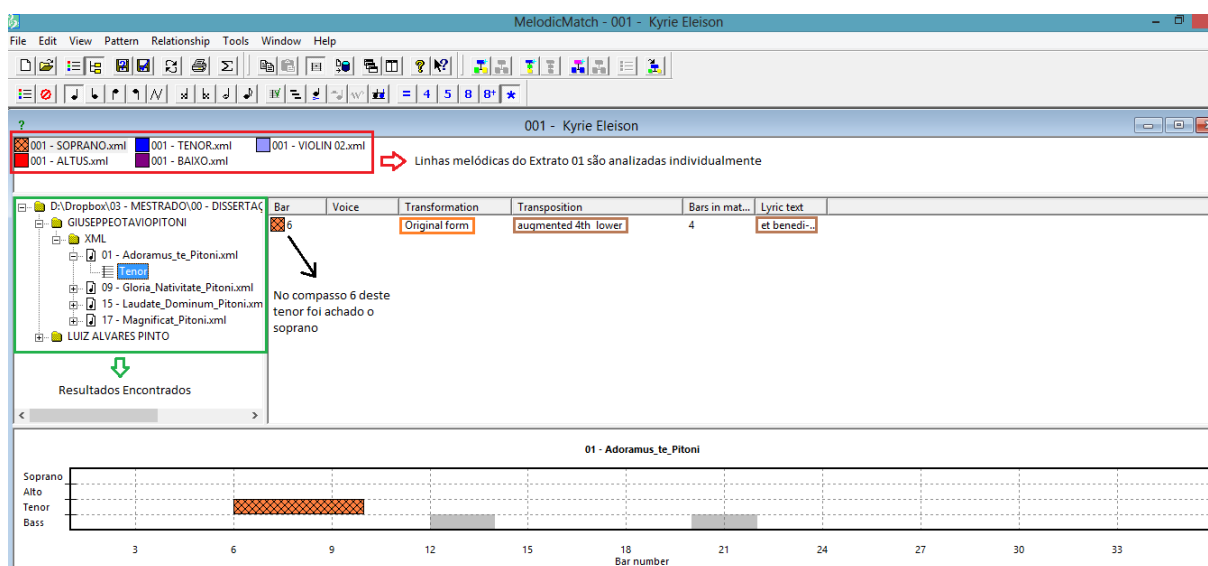 MelodicMatch - 001 - Kyrie Eleison
File Edit View Pattern Relationship Tools Window Help
= 4 5 8 8+ *
? 001 - Kyrie Eleison
001 - SOPRANO.xml 001 - TENOR.xml 001 - VIOLIN 02.xml
001 - ALTUS.xml 001 - BAIXO.xml
Linhas melódicas do Extrato 01 são analizadas individualmente
D:\Dropbox\03 - MESTRADO\00 - DISSERTAÇ
GIUSEPPEOTAVIOPITONI
XML
01 - Adoramus_te_Pitoni.xml
Tenor
09 - Gloria_Nativitate_Pitoni.xml
15 - Laudate_Dominum_Pitoni.xm
17 - Magnificat_Pitoni.xml
LUIZ ALVARES PINTO
Resultados Encontrados
Bar Voice Transformation Transposition Bars in mat... Lyric text
6 Original form augmented 4th lower 4 et benedi-..
No compasso 6 deste
tenor foi achado o
soprano
01 - Adoramus_te_Pitoni
Soprano
Alto
Tenor
Bass
3 6 9 12 15 18 21 24 27 30 33
Bar number